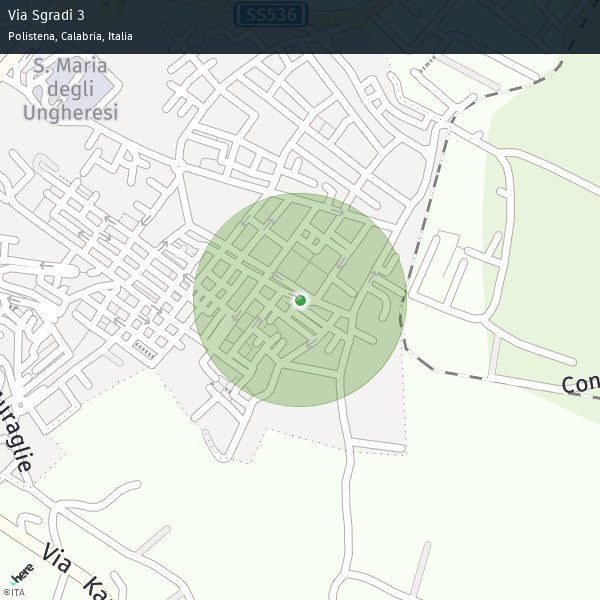 Via Sgradi 3
Polistena, Calabria, Italia
SS536
S. Maria
degli
Ungheresi
Con
uraglie
Via Ka
here
©ITA